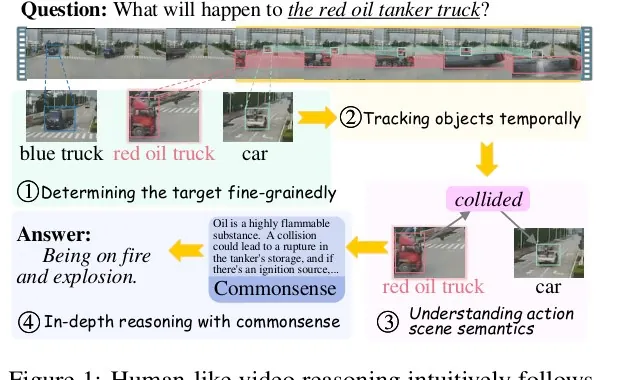 Question: What will happen to the red oil tanker truck?
blue truck red oil truck car
①Determining the target fine-grainedly
②Tracking objects temporally
collided
red oil truck car
③ Understanding action
scene semantics
Oil is a highly flammable
substance. A collision
could lead to a rupture in
the tanker's storage, and if
there's an ignition source,...
Commonsense
Answer:
Being on fire
and explosion.
④ In-depth reasoning with commonsense
Figure 1: Human-like video reasoning intuitively follows